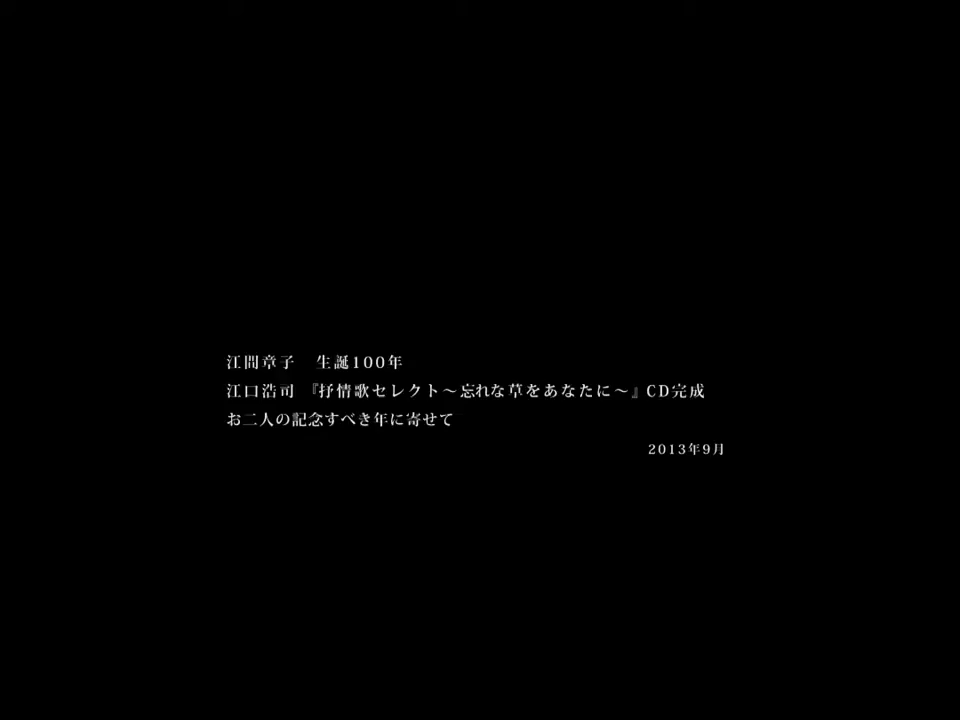 江間章子　生誕100年
江口浩司　『抒情歌セレクト～忘れな草をあなたに～』CD完成
お二人の記念すべき年に寄せて
2013年9月